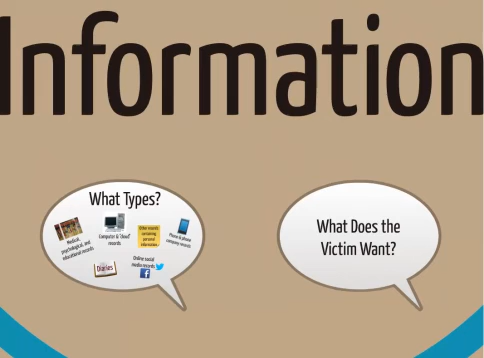 Information
What Types?
Medical,
psychological, and
educational records
Computer & "cloud"
records
Other records
containing
personal
information
Phone & phone
company records
Diaries
Online social
media records
What Does the
Victim Want?